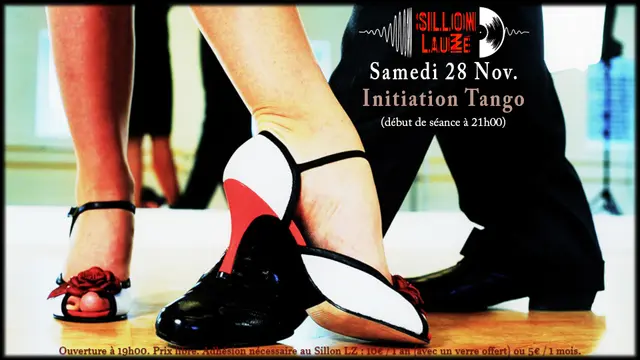 SILLON
LAUZNE
Samedi 28 Nov.
Initiation Tango
(début de séance à 21h00)
Ouverture à 19h00. Prix libre. Adhésion nécessaire au Sillon LZ : 10€ / 1 an (avec un verre offert) ou 5€ / 1 mois.